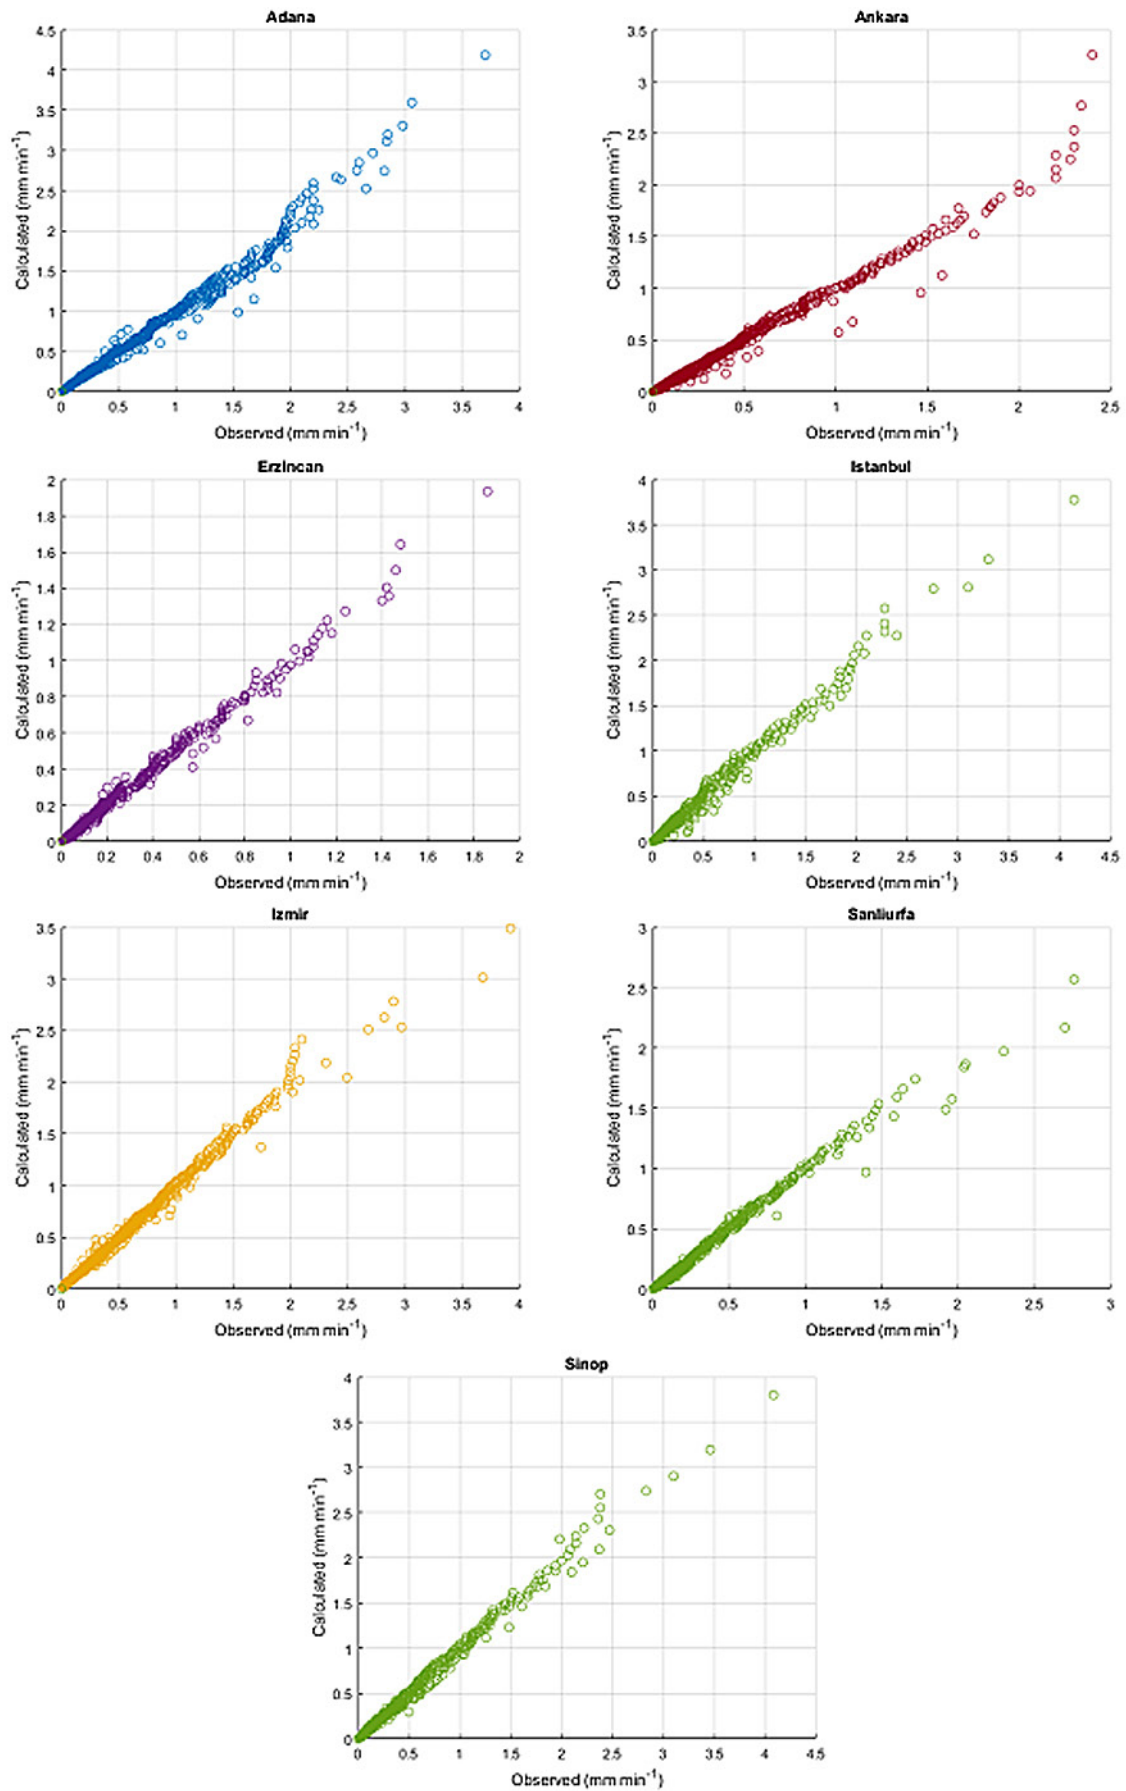 Adana
Calculated (mm min-1)
4.5
4
3.5
3
2.5
2
1.5
1
0.5
0
0 0.5 1 1.5 2 2.5 3 3.5 4
Observed (mm min-1)
Ankara
Calculated (mm min-1)
3.5
3
2.5
2
1.5
1
0.5
0
0 0.5 1 1.5 2 2.5
Observed (mm min-1)
Erzincan
Calculated (mm min-1)
2
1.8
1.6
1.4
1.2
1
0.8
0.6
0.4
0.2
0
0 0.2 0.4 0.6 0.8 1 1.2 1.4 1.6 1.8 2
Observed (mm min-1)
Istanbul
Calculated (mm min-1)
4
3.5
3
2.5
2
1.5
1
0.5
0
0 0.5 1 1.5 2 2.5 3 3.5 4 4.5
Observed (mm min-1)
Izmir
Calculated (mm min-1)
3.5
3
2.5
2
1.5
1
0.5
0
0 0.5 1 1.5 2 2.5 3 3.5 4
Observed (mm min-1)
Sanliurfa
Calculated (mm min-1)
3
2.5
2
1.5
1
0.5
0
0 0.5 1 1.5 2 2.5 3
Observed (mm min-1)
Sinop
Calculated (mm min-1)
4
3.5
3
2.5
2
1.5
1
0.5
0
0 0.5 1 1.5 2 2.5 3 3.5 4 4.5
Observed (mm min-1)